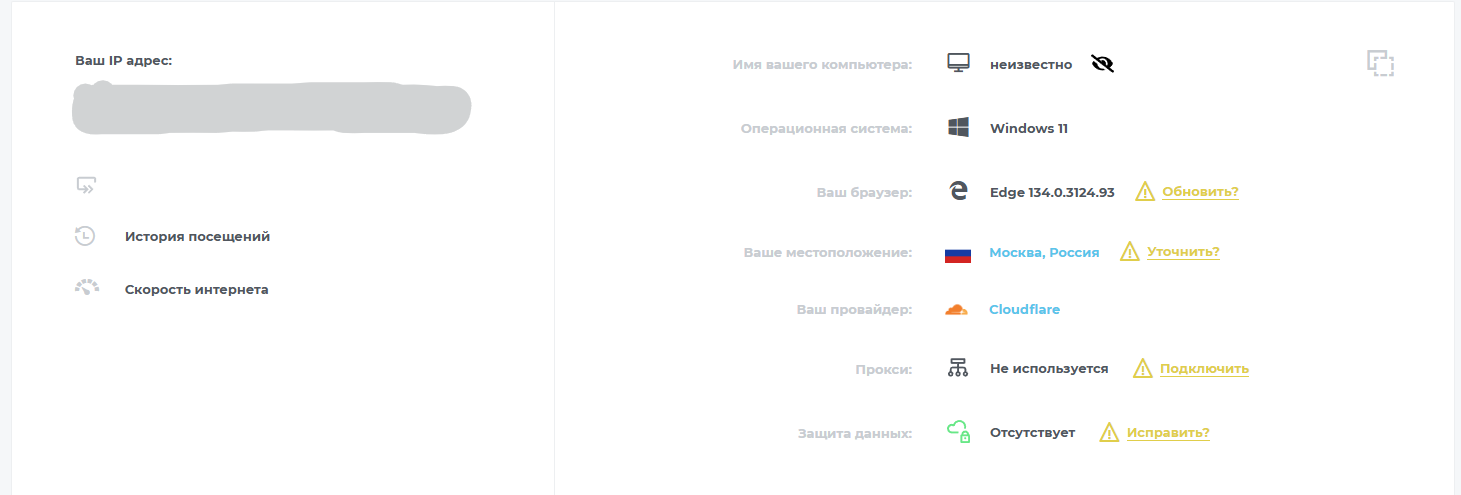 Ваш IP адрес:
История посещений
Скорость интернета
Имя вашего компьютера: неизвестно
Операционная система: Windows 11
Ваш браузер: Edge 134.0.3124.93 Обновить?
Ваше местоположение: Москва, Россия Уточнить?
Ваш провайдер: Cloudflare
Прокси: Не используется Подключить
Защита данных: Отсутствует Исправить?